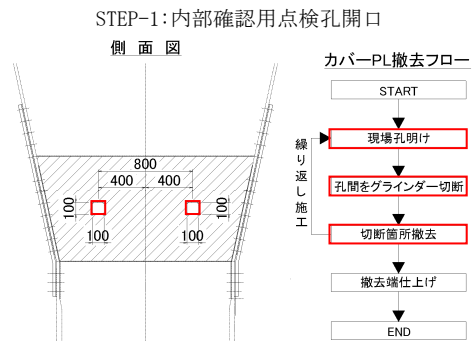 STEP-1:内部確認用点検孔開口
側 面 図
800
400 400
100 100
100 100
カバーPL撤去フロー
START
現場孔明け
孔間をグラインダー切断
切断箇所撤去
撤去端仕上げ
END
繰り返し施工